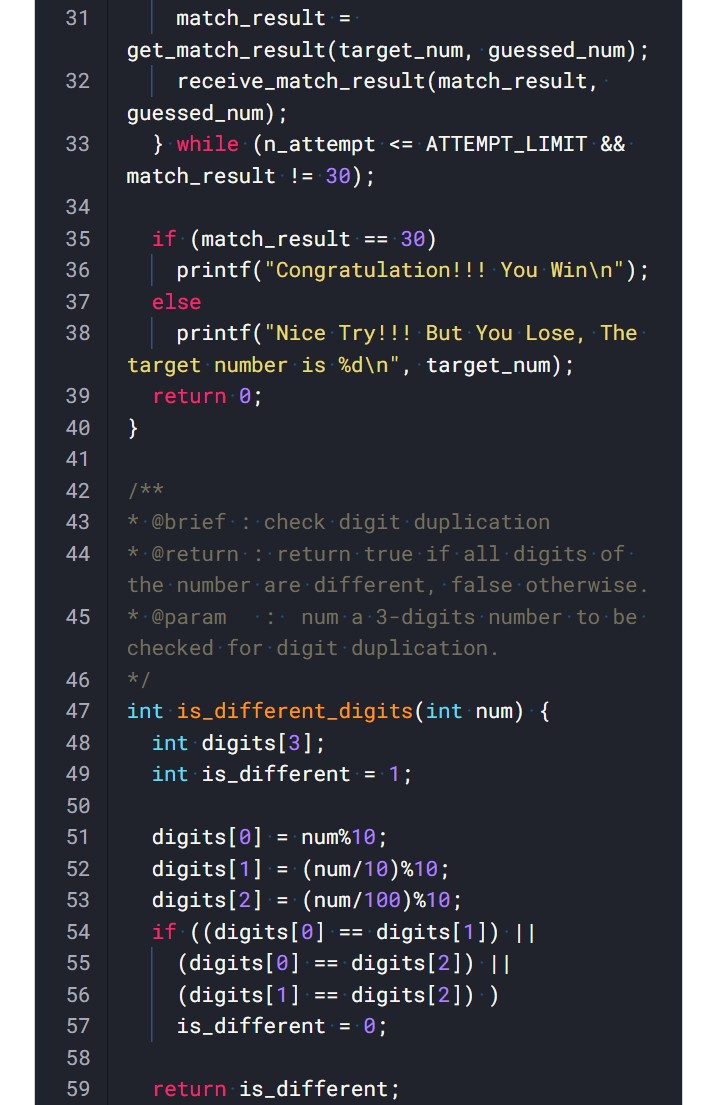 31 match_result =
get_match_result(target_num, guessed_num);
32 receive_match_result(match_result,
guessed_num);
33 } while (n_attempt <= ATTEMPT_LIMIT &&
match_result != 30);
34
35 if (match_result == 30)
36 printf("Congratulation!!! You Win\n");
37 else
38 printf("Nice Try!!! But You Lose, The
target number is %d\n", target_num);
39 return 0;
40 }
41
42 /**
43 * @brief : check digit duplication
44 * @return : return true if all digits of
the number are different, false otherwise.
45 * @param  : num a 3-digits number to be
checked for digit duplication.
46 */
47 int is_different_digits(int num) {
48 int digits[3];
49 int is_different = 1;
50
51 digits[0] = num%10;
52 digits[1] = (num/10)%10;
53 digits[2] = (num/100)%10;
54 if ((digits[0] == digits[1]) ||
55 (digits[0] == digits[2]) ||
56 (digits[1] == digits[2]) )
57 is_different = 0;
58
59 return is_different;